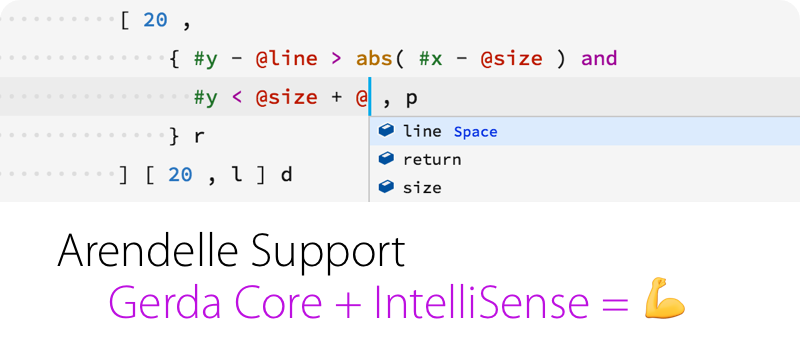 [ 20 ,
{ #y - @line > abs( #x - @size ) and
#y < @size + @ , p
line Space
} r
return
] [ 20 , l ] d
size
Arendelle Support
Gerda Core + IntelliSense = 💪